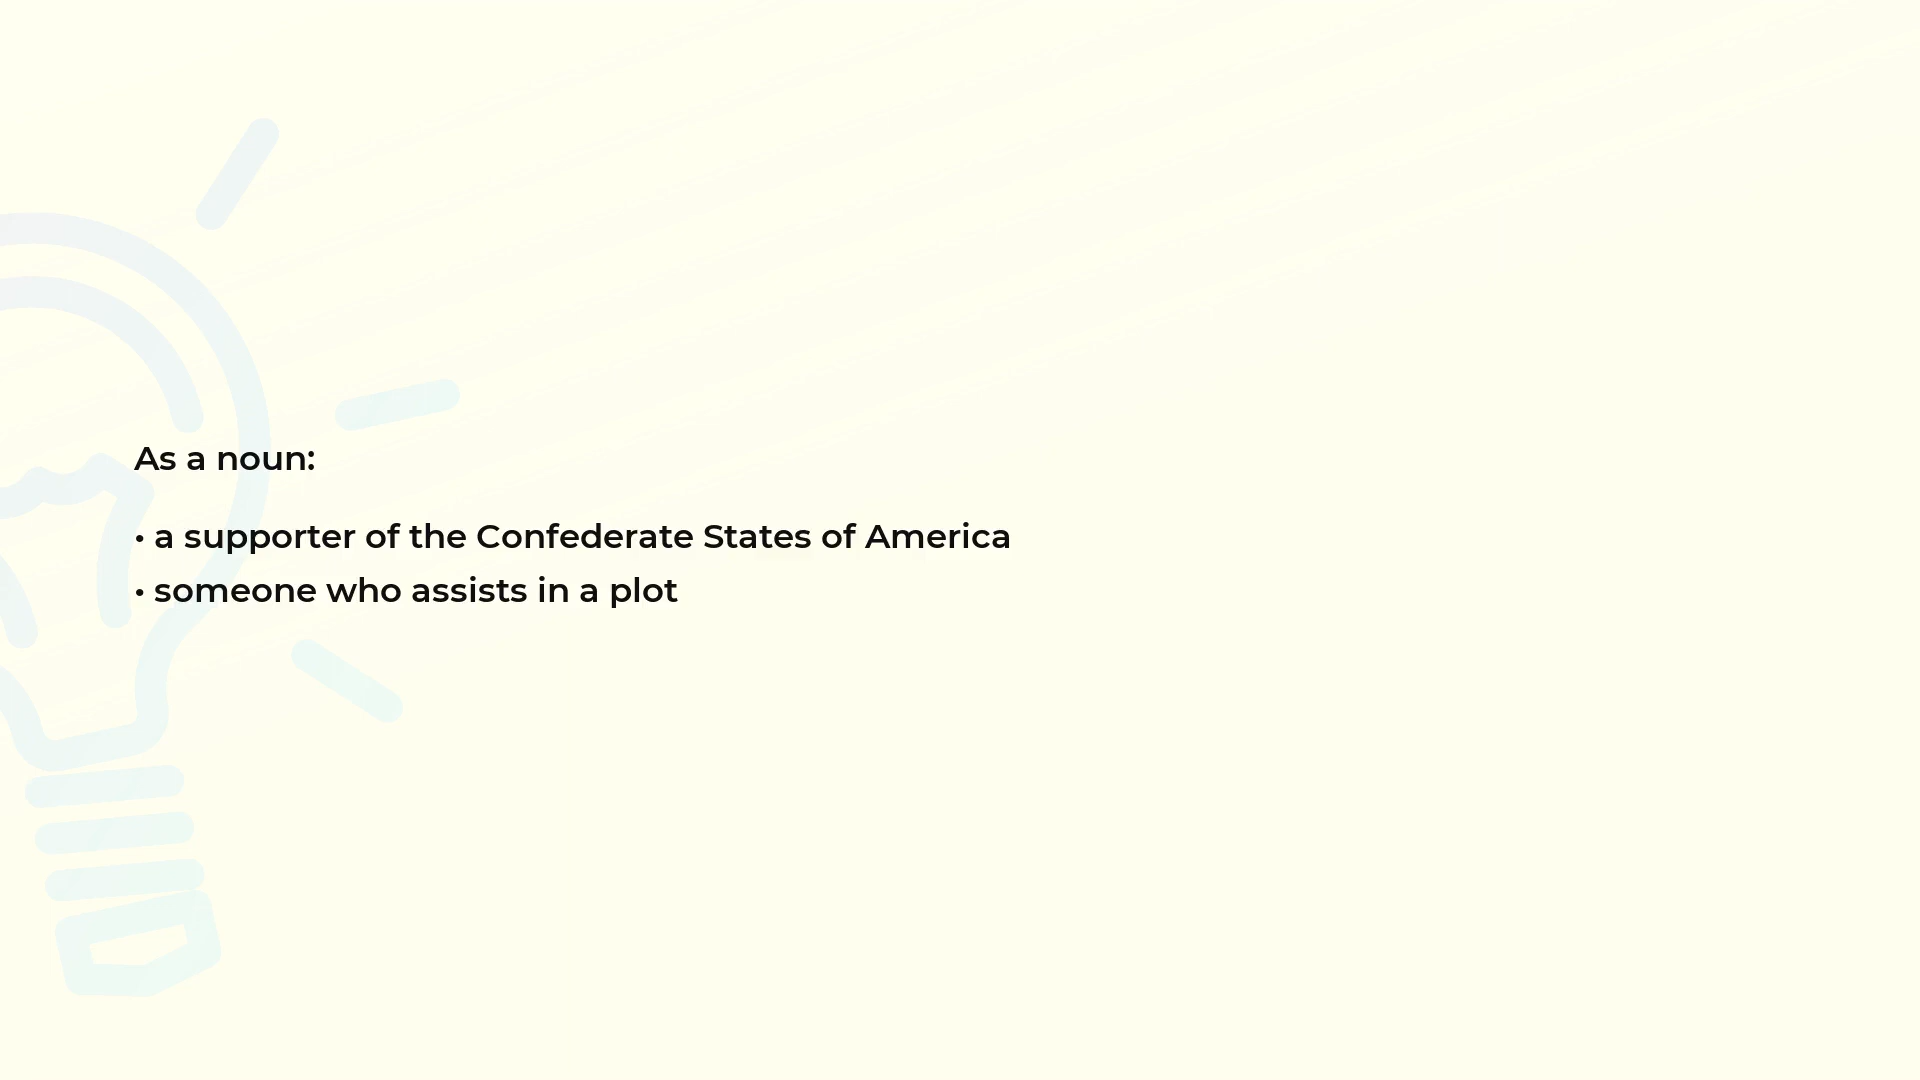 As a noun:
• a supporter of the Confederate States of America
• someone who assists in a plot